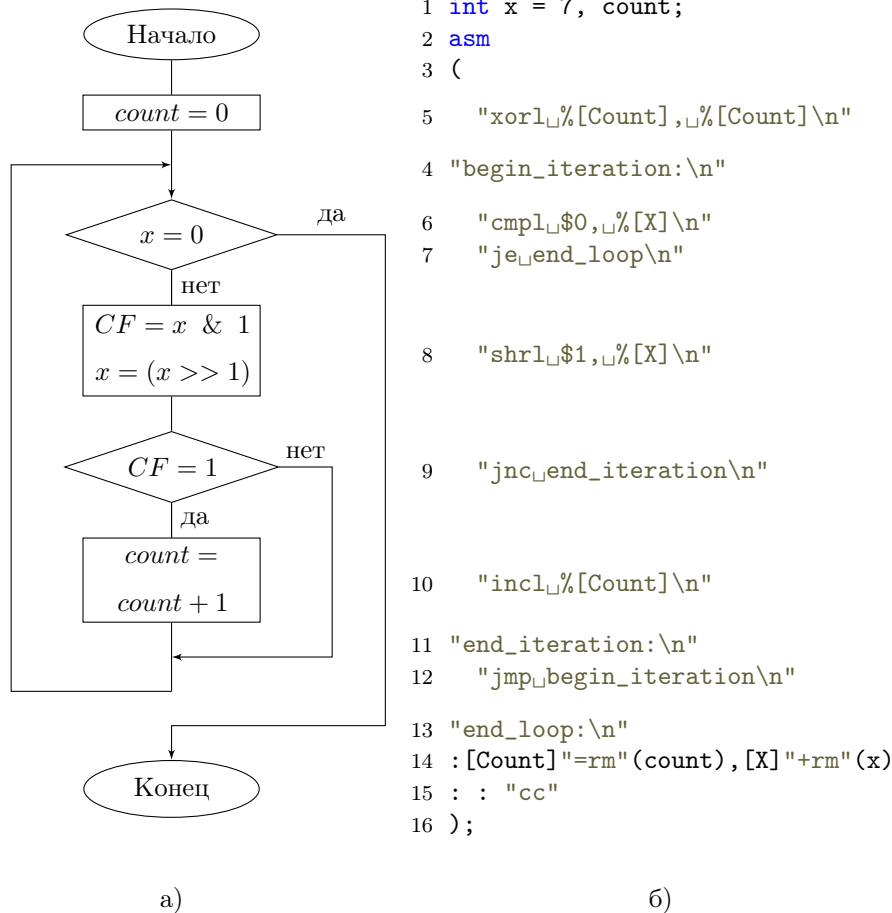 Начало
count = 0
x = 0
да
нет
CF = x & 1
x = (x >> 1)
CF = 1
нет
да
count =
count + 1
Конец
а)
1 int x = 7, count;
2 asm
3 (
5 "xorl␣%[Count],␣%[Count]\n"
4 "begin_iteration:\n"
6 "cmpl␣$0,␣%[X]\n"
7 "je␣end_loop\n"
8 "shrl␣$1,␣%[X]\n"
9 "jnc␣end_iteration\n"
10 "incl␣%[Count]\n"
11 "end_iteration:\n"
12 "jmp␣begin_iteration\n"
13 "end_loop:\n"
14 :[Count]"=rm"(count),[X]"+rm"(x)
15 : : "cc"
16 );
б)